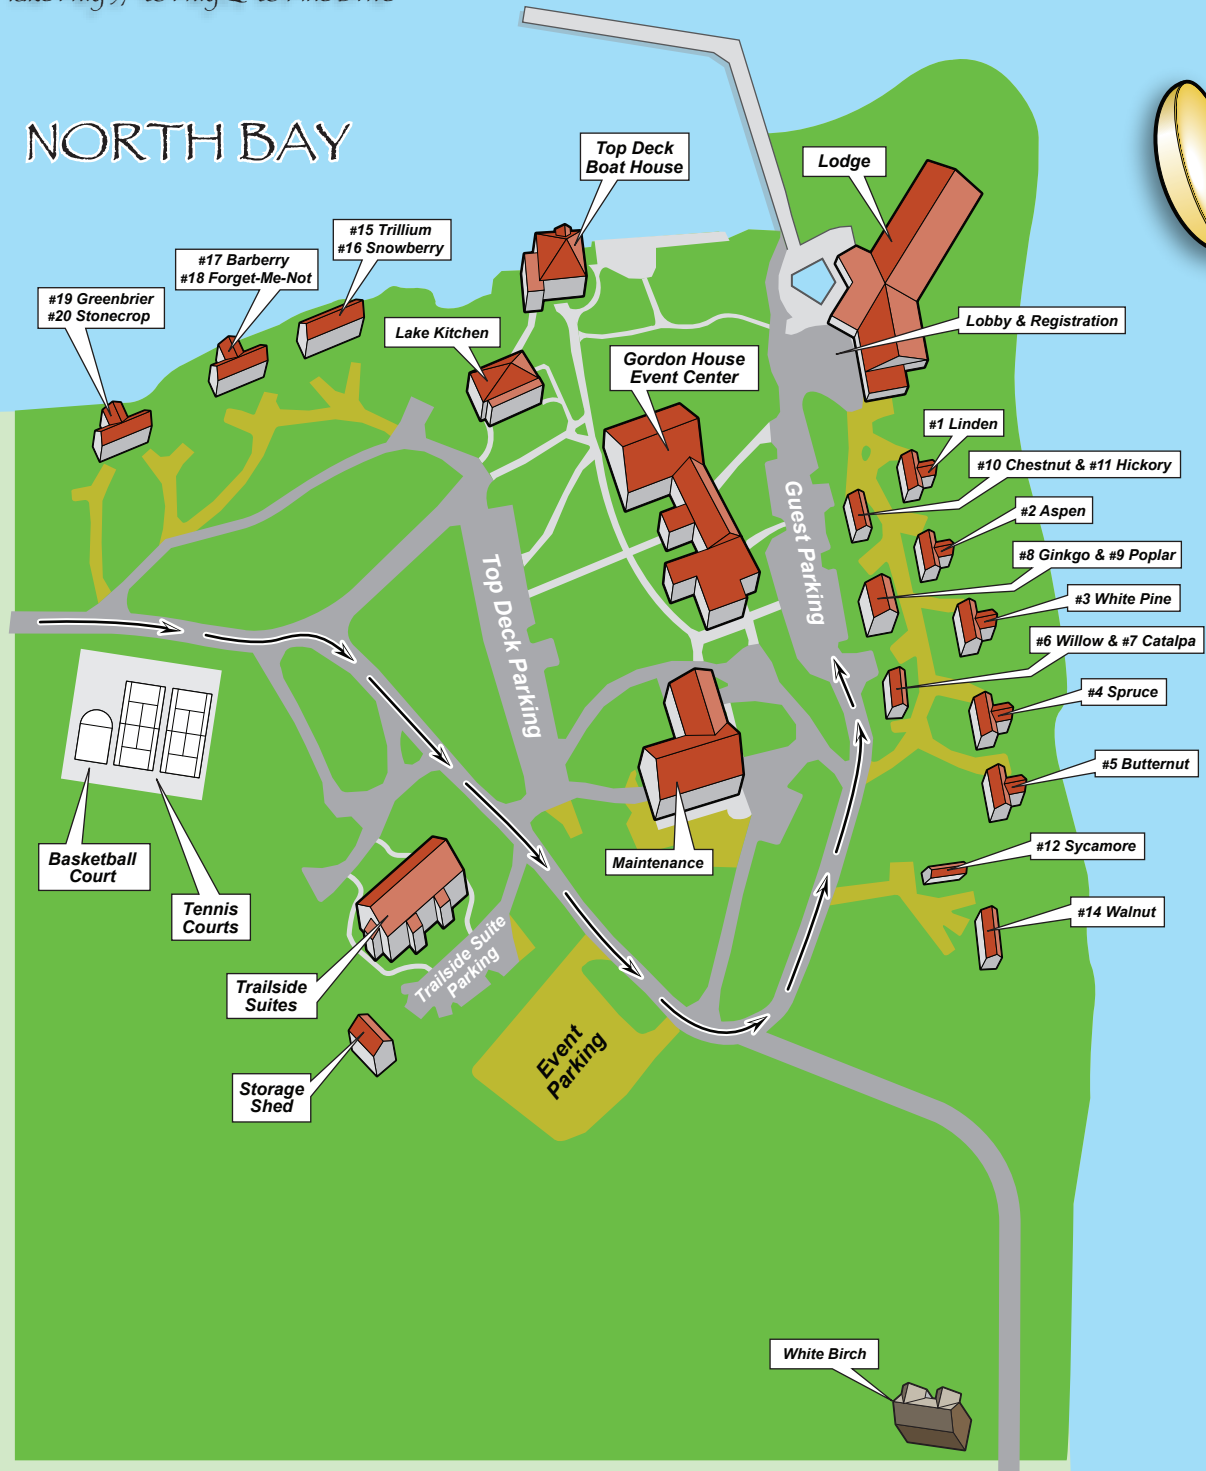 NORTH BAY
Top Deck
Boat House
Lodge
#15 Trillium
#16 Snowberry
#17 Barberry
#18 Forget-Me-Not
#19 Greenbrier
#20 Stonecrop
Lake Kitchen
Lobby & Registration
Gordon House
Event Center
#1 Linden
#10 Chestnut & #11 Hickory
#2 Aspen
Guest Parking
#8 Ginkgo & #9 Poplar
Top Deck Parking
#3 White Pine
#6 Willow & #7 Catalpa
#4 Spruce
#5 Butternut
#12 Sycamore
Basketball
Court
Maintenance
Tennis
Courts
#14 Walnut
Trailside Suite
Parking
Trailside
Suites
Event
Parking
Storage
Shed
White Birch